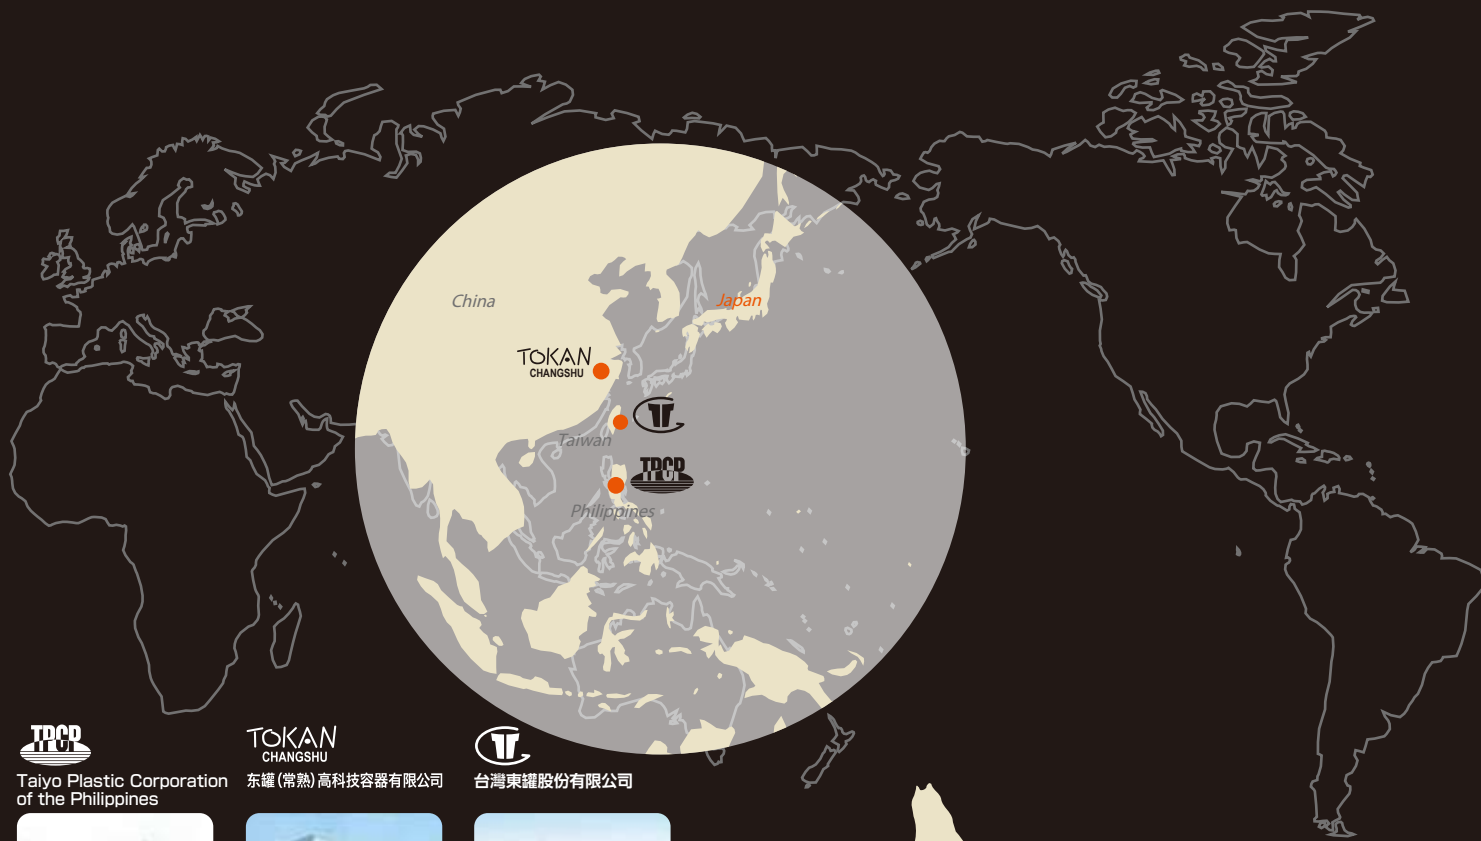 China
Japan
TOKAN
CHANGSHU
Taiwan
TPCP
Philippines
TPCP
Taiyo Plastic Corporation
of the Philippines
TOKAN
CHANGSHU
东罐(常熟)高科技容器有限公司
台灣東罐股份有限公司